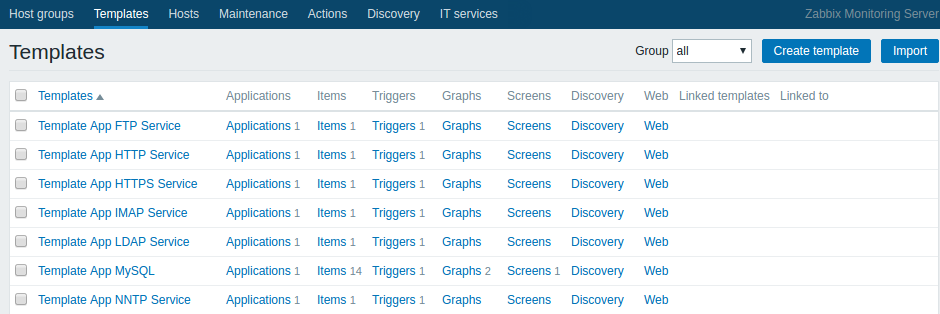 Host groups Templates Hosts Maintenance Actions Discovery IT services Zabbix Monitoring Server
Templates Group all Create template Import
Templates Applications Items Triggers Graphs Screens Discovery Web Linked templates Linked to
Template App FTP Service Applications 1 Items 1 Triggers 1 Graphs Screens Discovery Web
Template App HTTP Service Applications 1 Items 1 Triggers 1 Graphs Screens Discovery Web
Template App HTTPS Service Applications 1 Items 1 Triggers 1 Graphs Screens Discovery Web
Template App IMAP Service Applications 1 Items 1 Triggers 1 Graphs Screens Discovery Web
Template App LDAP Service Applications 1 Items 1 Triggers 1 Graphs Screens Discovery Web
Template App MySQL Applications 1 Items 14 Triggers 1 Graphs 2 Screens 1 Discovery Web
Template App NNTP Service Applications 1 Items 1 Triggers 1 Graphs Screens Discovery Web